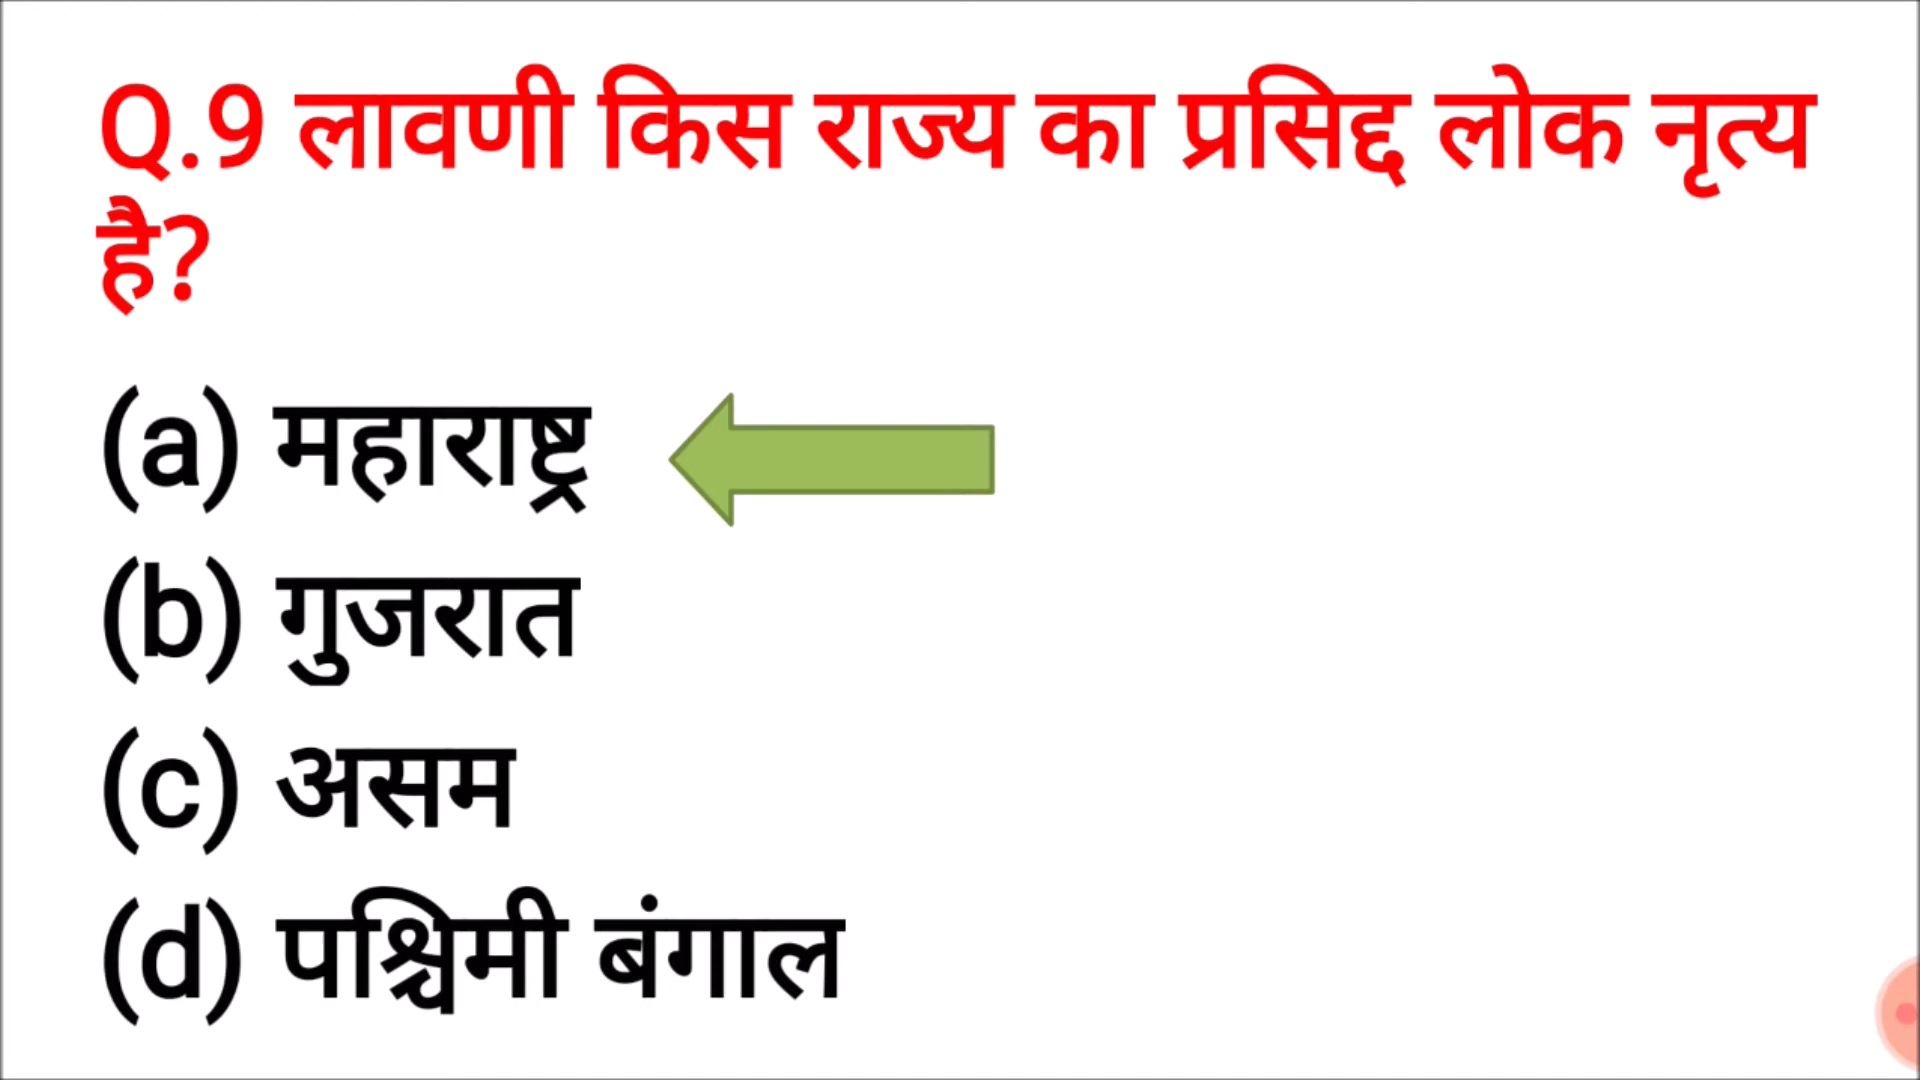 Q.9 लावणी किस राज्य का प्रसिद्द लोक नृत्य
है?
(a) महाराष्ट्र
(b) गुजरात
(c) असम
(d) पश्चिमी बंगाल